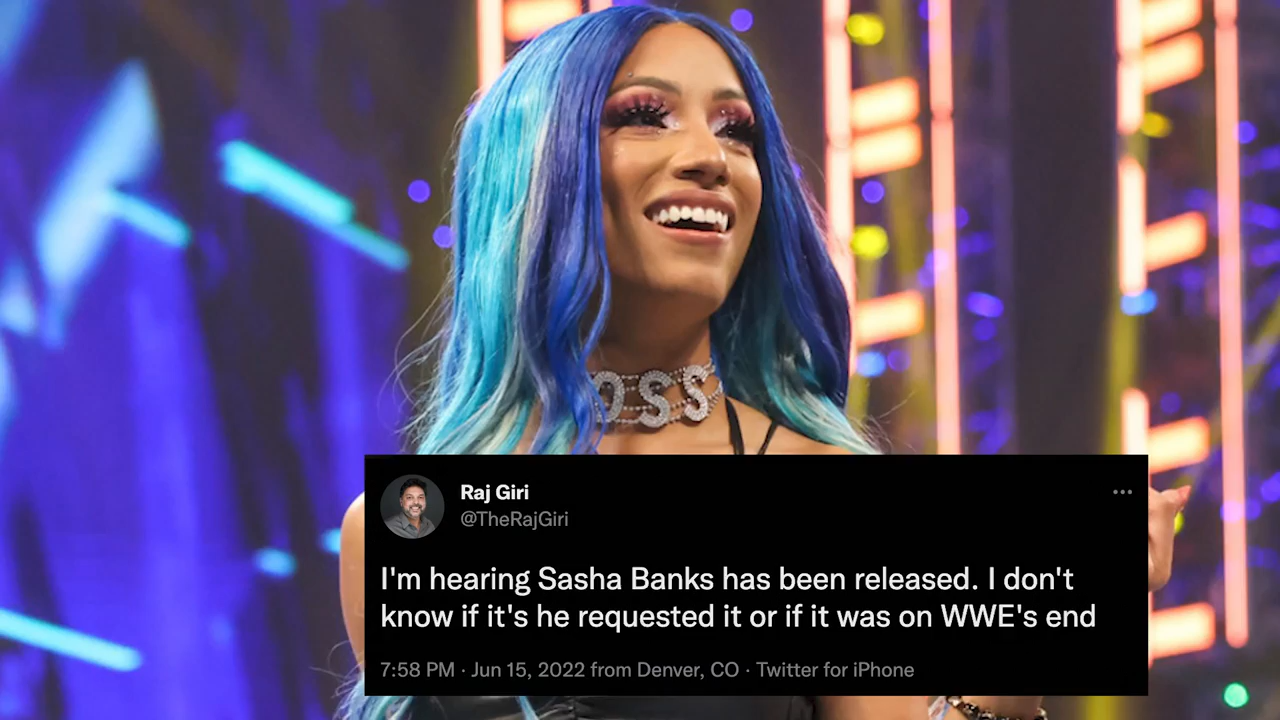 OSS
Raj Giri
@TheRajGiri
I'm hearing Sasha Banks has been released. I don't
know if it's he requested it or if it was on WWE's end
7:58 PM · Jun 15, 2022 from Denver, CO · Twitter for iPhone